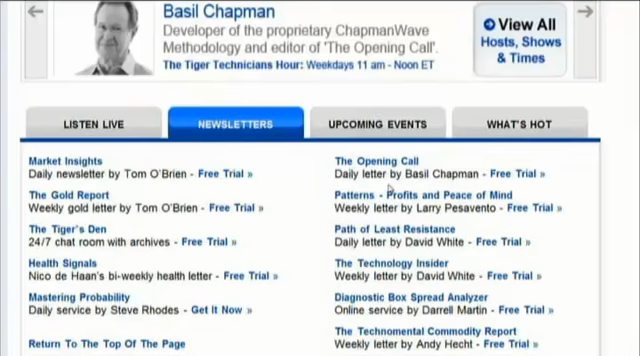 Basil Chapman
Developer of the proprietary ChapmanWave
Methodology and editor of 'The Opening Call'.
The Tiger Technicians Hour: Weekdays 11 am - Noon ET
View All
Hosts, Shows
& Times
LISTEN LIVE
NEWSLETTERS
UPCOMING EVENTS
WHAT'S HOT
Market Insights
Daily newsletter by Tom O'Brien - Free Trial »
The Gold Report
Weekly gold letter by Tom O'Brien - Free Trial »
The Tiger's Den
24/7 chat room with archives - Free Trial »
Health Signals
Nico de Haan's bi-weekly health letter - Free Trial »
Mastering Probability
Daily service by Steve Rhodes - Get It Now »
Return To The Top Of The Page
The Opening Call
Daily letter by Basil Chapman - Free Trial »
Patterns - Profits and Peace of Mind
Weekly letter by Larry Pesavento - Free Trial »
Path of Least Resistance
Daily letter by David White - Free Trial »
The Technology Insider
Weekly letter by David White - Free Trial »
Diagnostic Box Spread Analyzer
Online service by Darrell Martin - Free Trial »
The Technomental Commodity Report
Weekly letter by Andy Hecht - Free Trial »